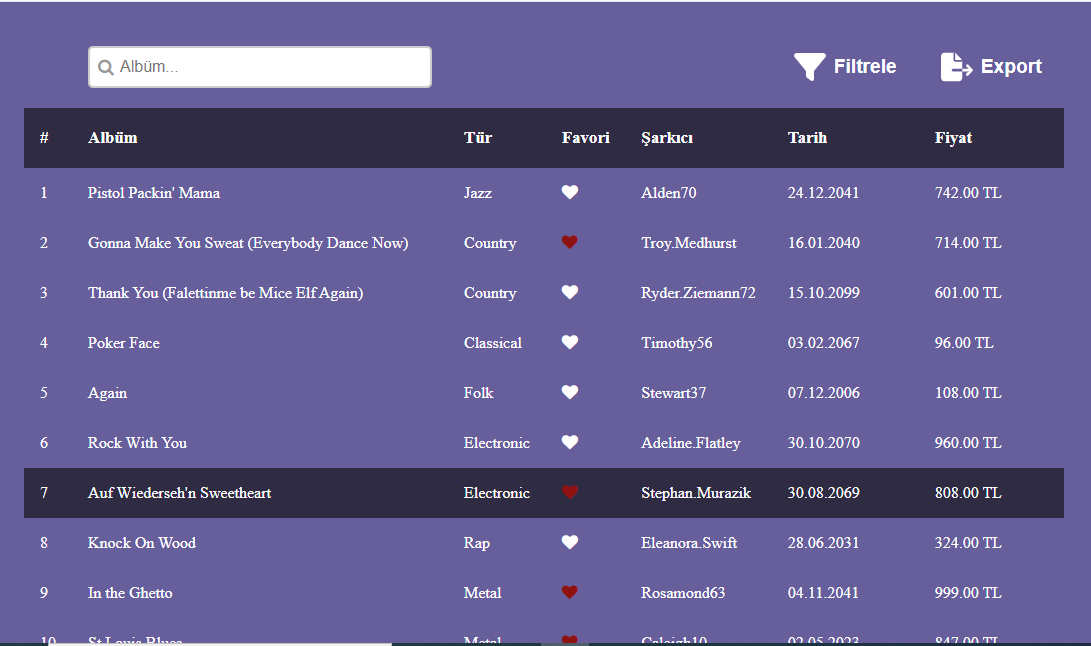 Albüm...
Filtrele
Export
# Albüm Tür Favori Şarkıcı Tarih Fiyat
1 Pistol Packin' Mama Jazz Alden70 24.12.2041 742.00 TL
2 Gonna Make You Sweat (Everybody Dance Now) Country Troy.Medhurst 16.01.2040 714.00 TL
3 Thank You (Falettinme be Mice Elf Again) Country Ryder.Ziemann72 15.10.2099 601.00 TL
4 Poker Face Classical Timothy56 03.02.2067 96.00 TL
5 Again Folk Stewart37 07.12.2006 108.00 TL
6 Rock With You Electronic Adeline.Flatley 30.10.2070 960.00 TL
7 Auf Wiederseh'n Sweetheart Electronic Stephan.Murazik 30.08.2069 808.00 TL
8 Knock On Wood Rap Eleanora.Swift 28.06.2031 324.00 TL
9 In the Ghetto Metal Rosamond63 04.11.2041 999.00 TL
10 St Louis Blues Metal Caleigh10 02.05.2023 847.00 TL